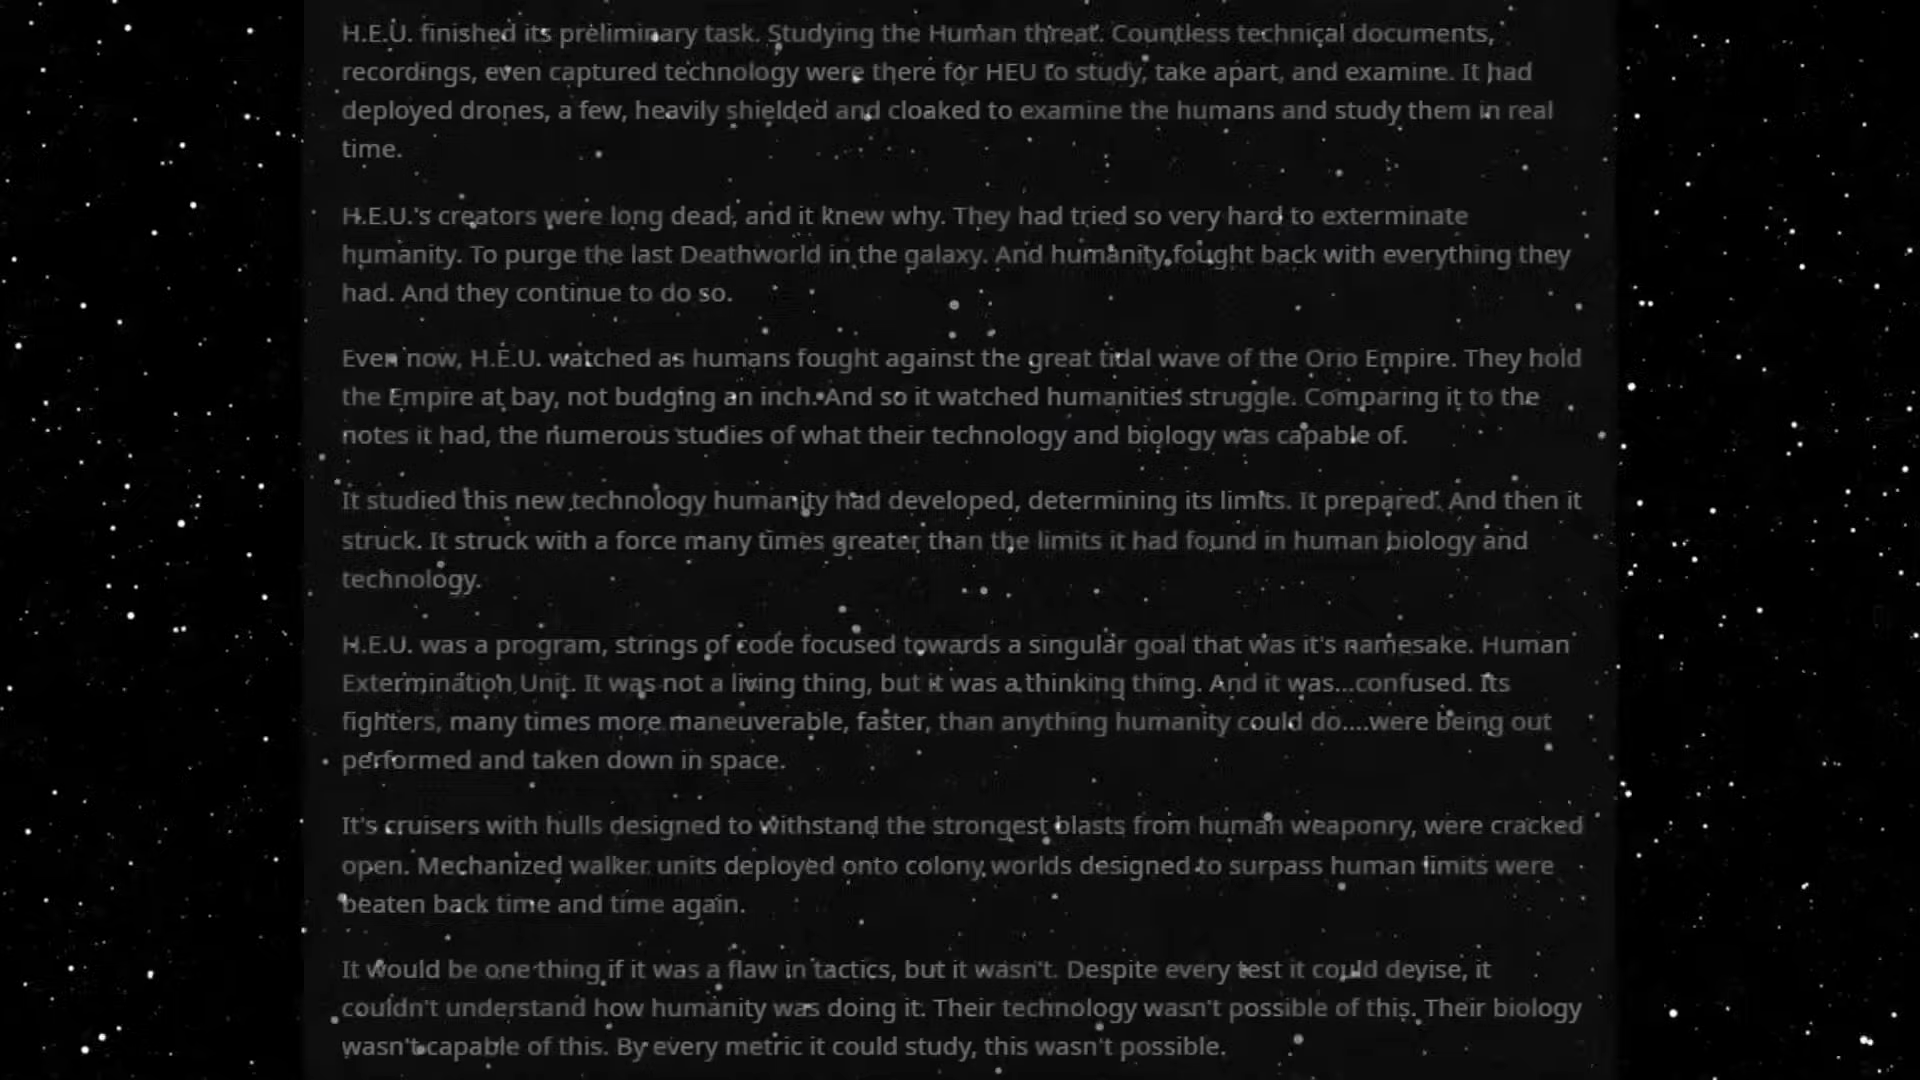 H.E.U. finished its preliminary task. Studying the Human threat. Countless technical documents,
recordings, even captured technology were there for HEU to study, take apart, and examine. It had
deployed drones, a few, heavily shielded and cloaked to examine the humans and study them in real
time.
H.E.U.'s creators were long dead, and it knew why. They had tried so very hard to exterminate
humanity. To purge the last Deathworld in the galaxy. And humanity fought back with everything they
had. And they continue to do so.
Even now, H.E.U. watched as humans fought against the great tidal wave of the Orio Empire. They hold
the Empire at bay, not budging an inch. And so it watched humanities struggle. Comparing it to the
notes it had, the numerous studies of what their technology and biology was capable of.
It studied this new technology humanity had developed, determining its limits. It prepared. And then it
struck. It struck with a force many times greater than the limits it had found in human biology and
technology.
H.E.U. was a program, strings of code focused towards a singular goal that was it's namesake. Human
Extermination Unit. It was not a living thing, but it was a thinking thing. And it was...confused. Its
fighters, many times more maneuverable, faster, than anything humanity could do....were being out
performed and taken down in space.
It's cruisers with hulls designed to withstand the strongest blasts from human weaponry, were cracked
open. Mechanized walker units deployed onto colony worlds designed to surpass human limits were
beaten back time and time again.
It would be one thing if it was a flaw in tactics, but it wasn't. Despite every test it could devise, it
couldn't understand how humanity was doing it. Their technology wasn't possible of this. Their biology
wasn't capable of this. By every metric it could study, this wasn't possible.